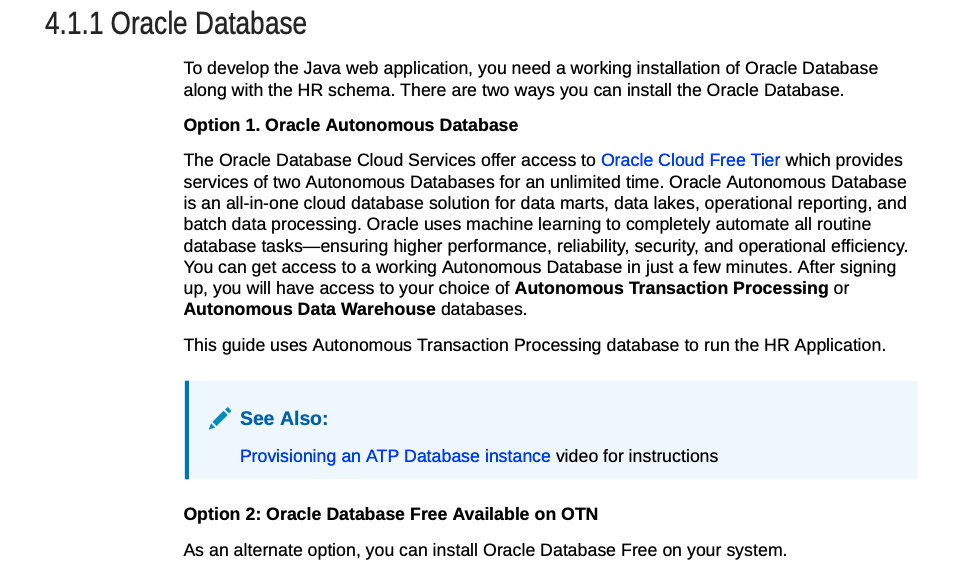 4.1.1 Oracle Database
To develop the Java web application, you need a working installation of Oracle Database
along with the HR schema. There are two ways you can install the Oracle Database.
Option 1. Oracle Autonomous Database
The Oracle Database Cloud Services offer access to Oracle Cloud Free Tier which provides
services of two Autonomous Databases for an unlimited time. Oracle Autonomous Database
is an all-in-one cloud database solution for data marts, data lakes, operational reporting, and
batch data processing. Oracle uses machine learning to completely automate all routine
database tasks—ensuring higher performance, reliability, security, and operational efficiency.
You can get access to a working Autonomous Database in just a few minutes. After signing
up, you will have access to your choice of Autonomous Transaction Processing or
Autonomous Data Warehouse databases.
This guide uses Autonomous Transaction Processing database to run the HR Application.
See Also:
Provisioning an ATP Database instance video for instructions
Option 2: Oracle Database Free Available on OTN
As an alternate option, you can install Oracle Database Free on your system.